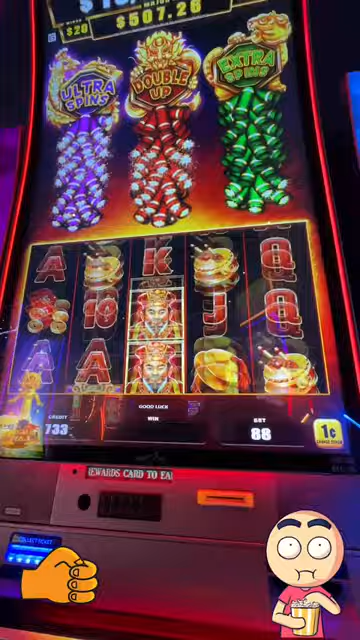 $20
$507.26
ULTRA
SPINS
DOUBLE
UP
EXTRA
SPINS
A
K
Q
10
J
Q
A
A
GOOD LUCK
WIN
CREDIT
733
BET
88
1¢
REWARDS CARD TO EA